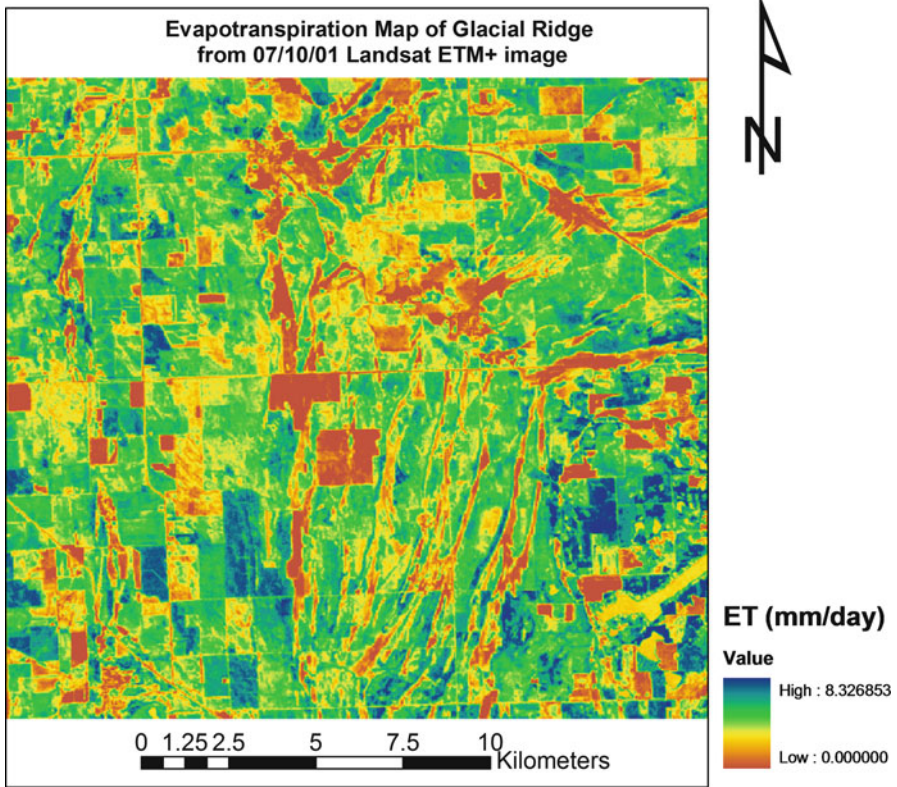 Evapotranspiration Map of Glacial Ridge
from 07/10/01 Landsat ETM+ image
N
ET (mm/day)
Value
High : 8.326853
Low : 0.000000
0 1.25 2.5 5 7.5 10
Kilometers